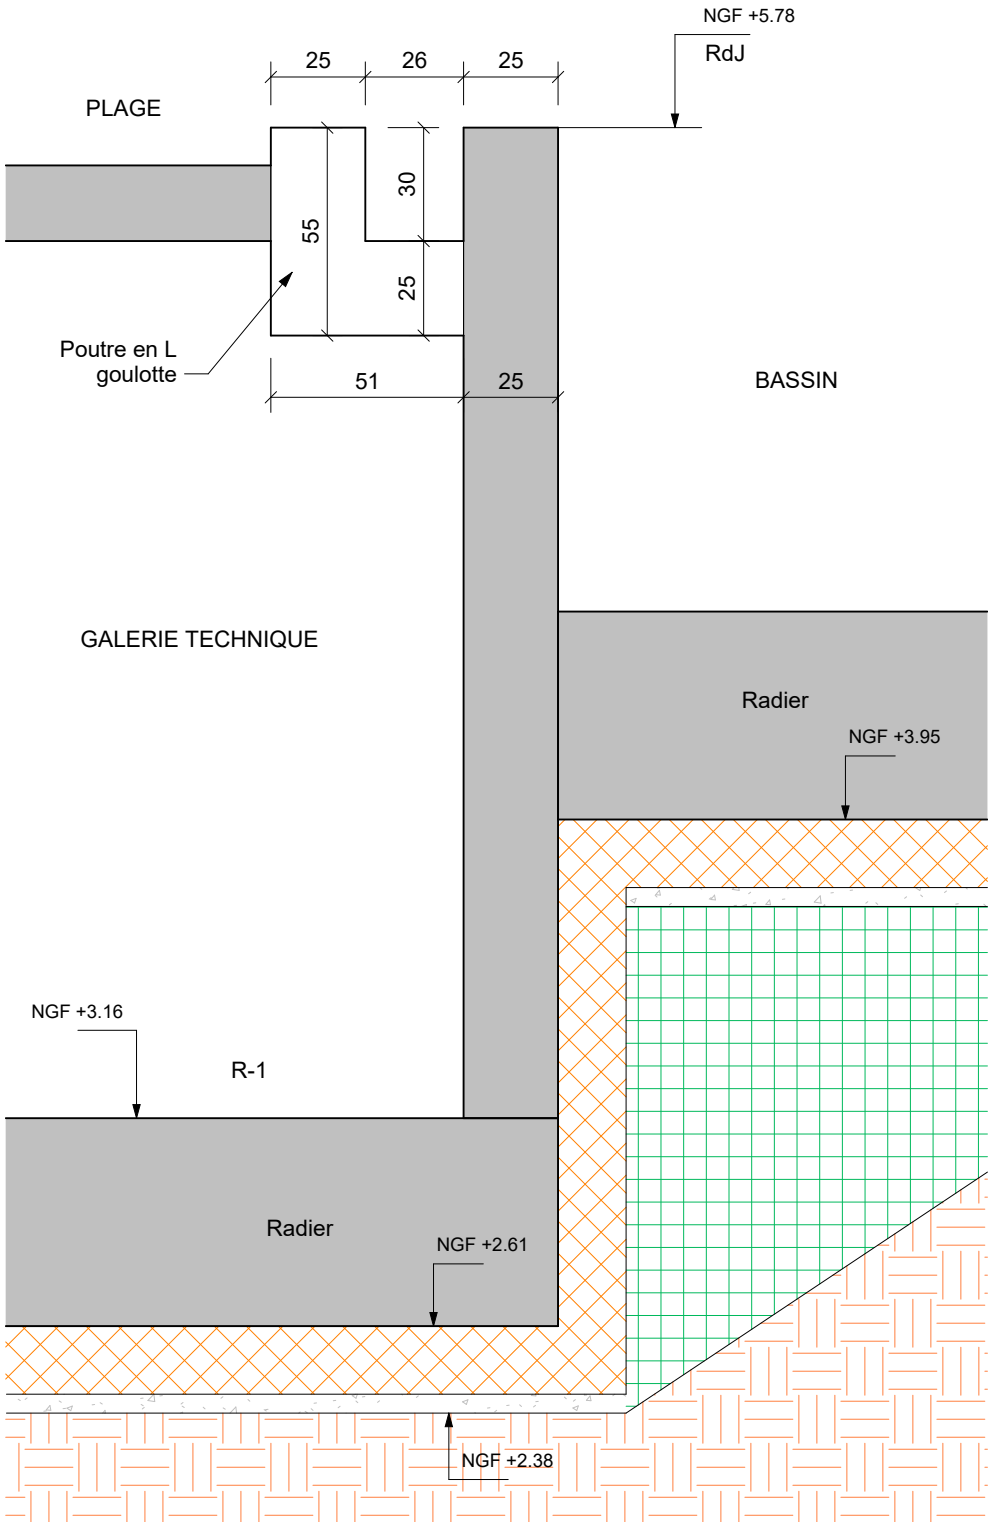 NGF +5.78
RdJ
25
26
25
PLAGE
30
55
25
Poutre en L
goulotte
51
25
BASSIN
GALERIE TECHNIQUE
Radier
NGF +3.95
NGF +3.16
R-1
Radier
NGF +2.61
NGF +2.38